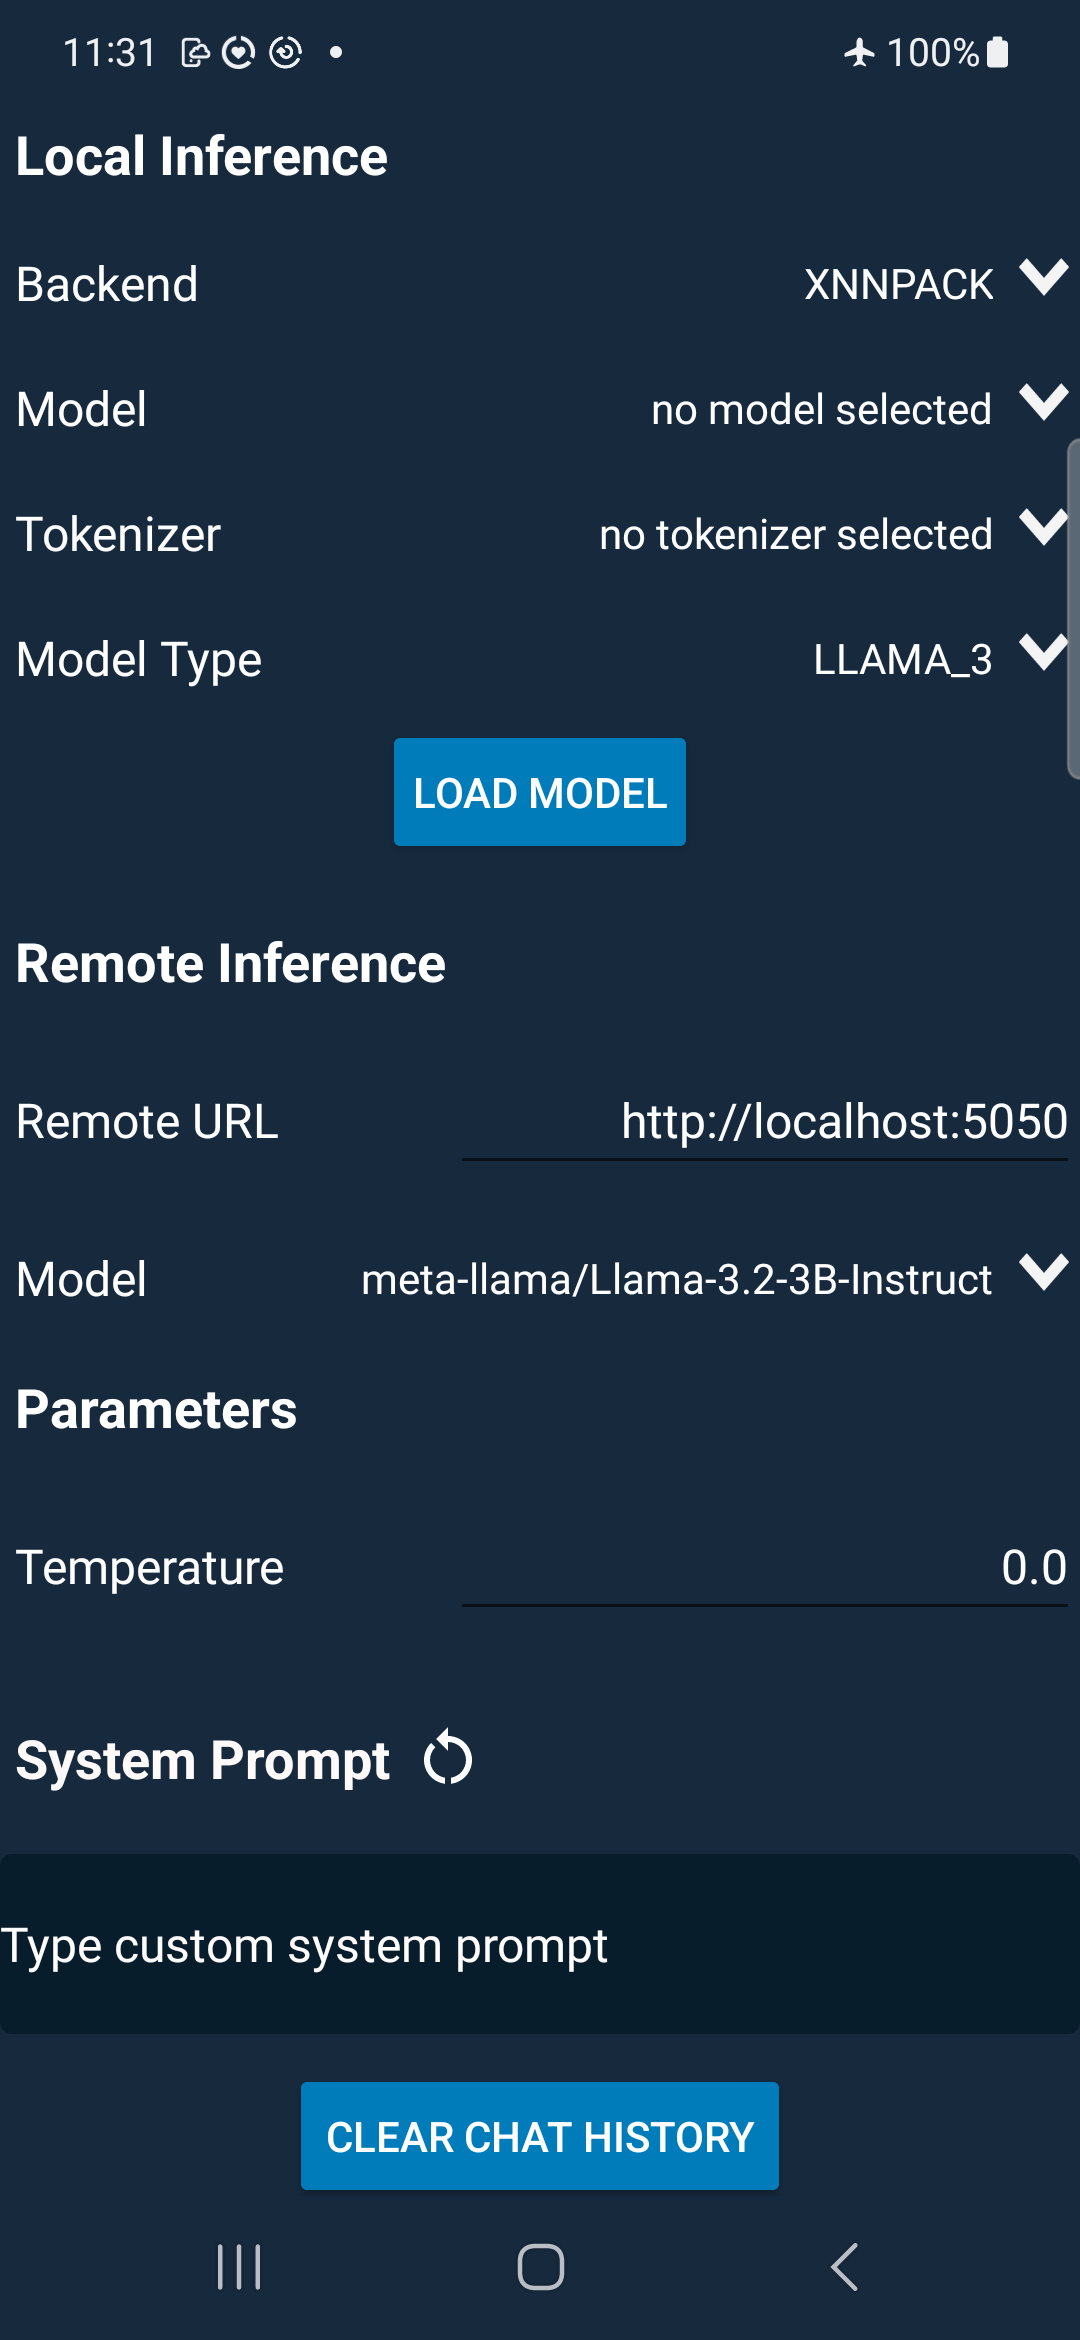 11:31 100%
Local Inference
Backend XNNPACK
Model no model selected
Tokenizer no tokenizer selected
Model Type LLAMA_3
LOAD MODEL
Remote Inference
Remote URL http://localhost:5050
Model meta-llama/Llama-3.2-3B-Instruct
Parameters
Temperature 0.0
System Prompt
Type custom system prompt
CLEAR CHAT HISTORY